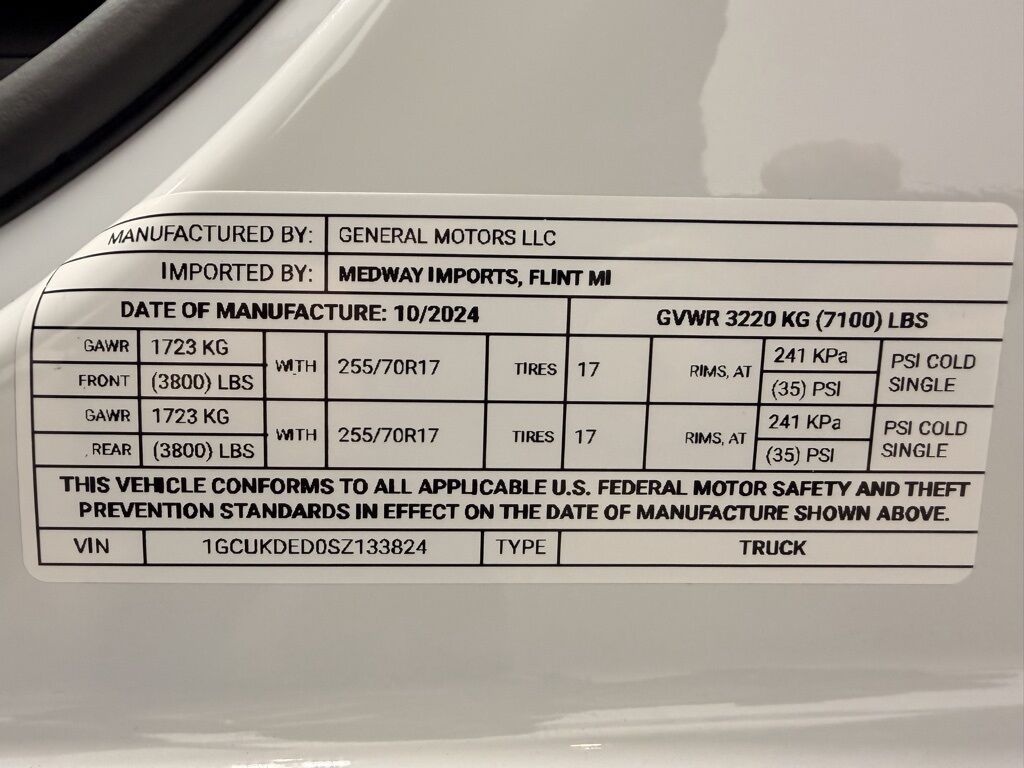 MANUFACTURED BY: GENERAL MOTORS LLC
IMPORTED BY: MEDWAY IMPORTS, FLINT MI
DATE OF MANUFACTURE: 10/2024 GVWR 3220 KG (7100) LBS
GAWR 1723 KG WITH 255/70R17 TIRES 17 RIMS, AT 241 KPa PSI COLD
FRONT (3800) LBS (35) PSI SINGLE
GAWR 1723 KG WITH 255/70R17 TIRES 17 RIMS, AT 241 KPa PSI COLD
REAR (3800) LBS (35) PSI SINGLE
THIS VEHICLE CONFORMS TO ALL APPLICABLE U.S. FEDERAL MOTOR SAFETY AND THEFT
PREVENTION STANDARDS IN EFFECT ON THE DATE OF MANUFACTURE SHOWN ABOVE.
VIN 1GCUKDED0SZ133824 TYPE TRUCK